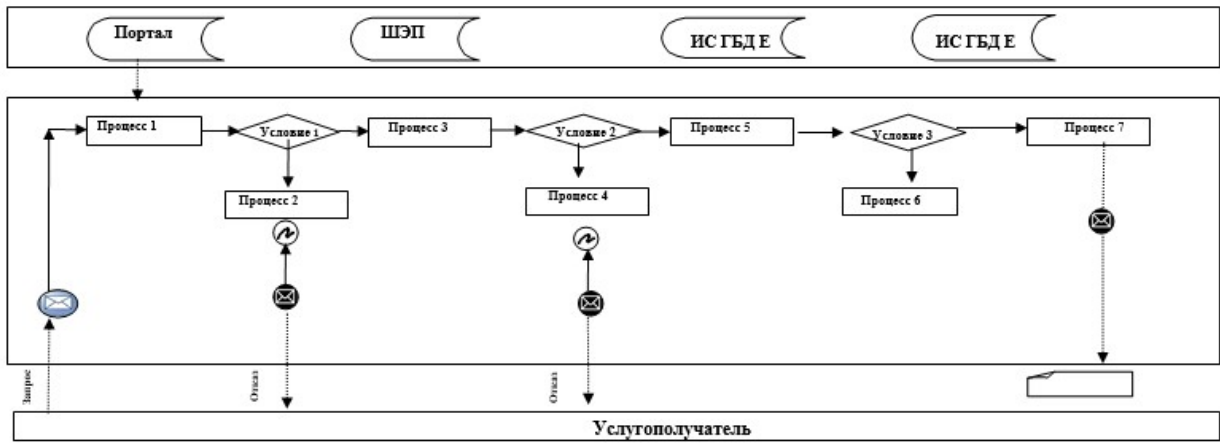 Портал
ШЭП
ИС ГБД Е
ИС ГБД Е
Процесс 1
Условие 1
Процесс 3
Условие 2
Процесс 5
Условие 3
Процесс 7
Процесс 2
Процесс 4
Процесс 6
Запрос
Отказ
Отказ
Услугополучатель